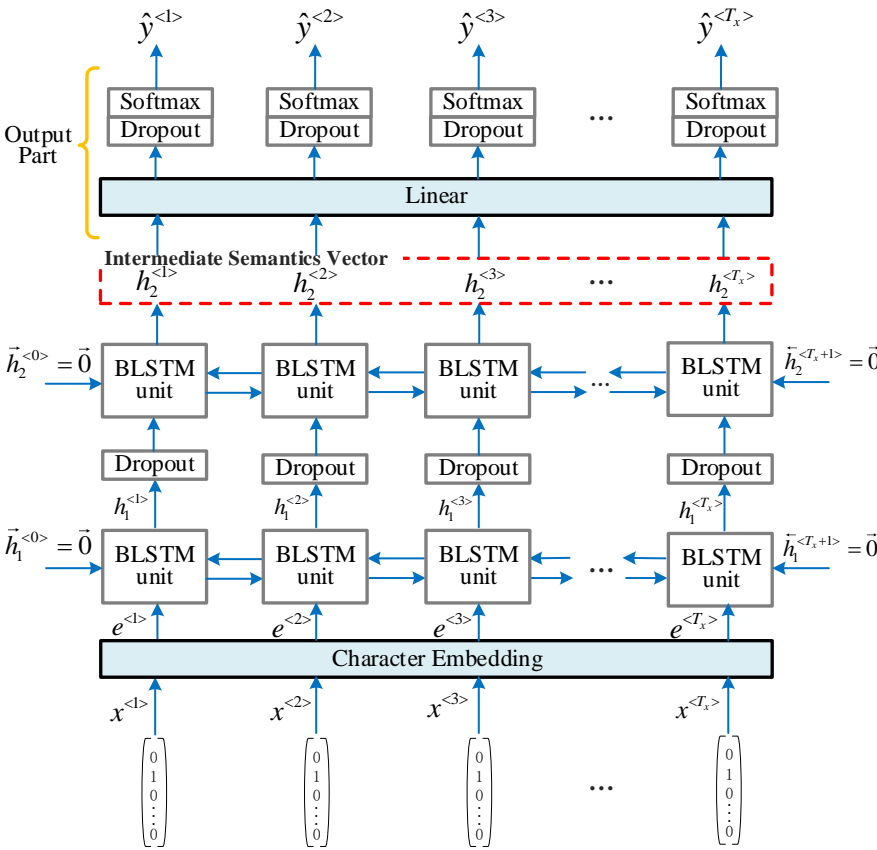 ŷ<1> ŷ<2> ŷ<3> ŷ<Tx>
Softmax Softmax Softmax Softmax
Dropout Dropout Dropout ... Dropout
Output
Part
Linear
Intermediate Semantics Vector
h₂<1> h₂<2> h₂<3> ... h₂<Tx>
h⃗₂<0> = 0⃗ BLSTM unit BLSTM unit BLSTM unit ... BLSTM unit h⃖₂<Tx+1> = 0⃗
Dropout Dropout Dropout Dropout
h₁<1> h₁<2> h₁<3> h₁<Tx>
h⃗₁<0> = 0⃗ BLSTM unit BLSTM unit BLSTM unit ... BLSTM unit h⃖₁<Tx+1> = 0⃗
e<1> e<2> e<3> e<Tx>
Character Embedding
x<1> x<2> x<3> x<Tx>
0 0 0 0
1 1 1 1
0 0 0 ... 0
⋮ ⋮ ⋮ ⋮
0 0 0 0